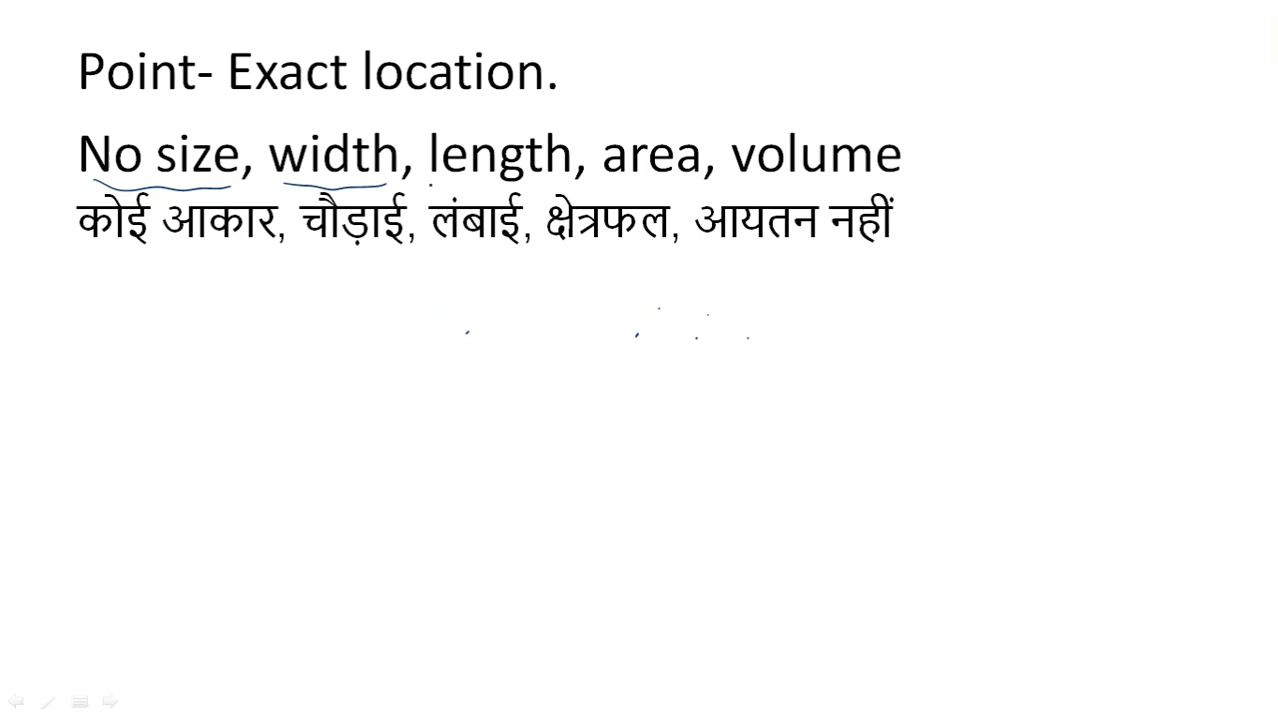 Point- Exact location.
No size, width, length, area, volume
कोई आकार, चौड़ाई, लंबाई, क्षेत्रफल, आयतन नहीं